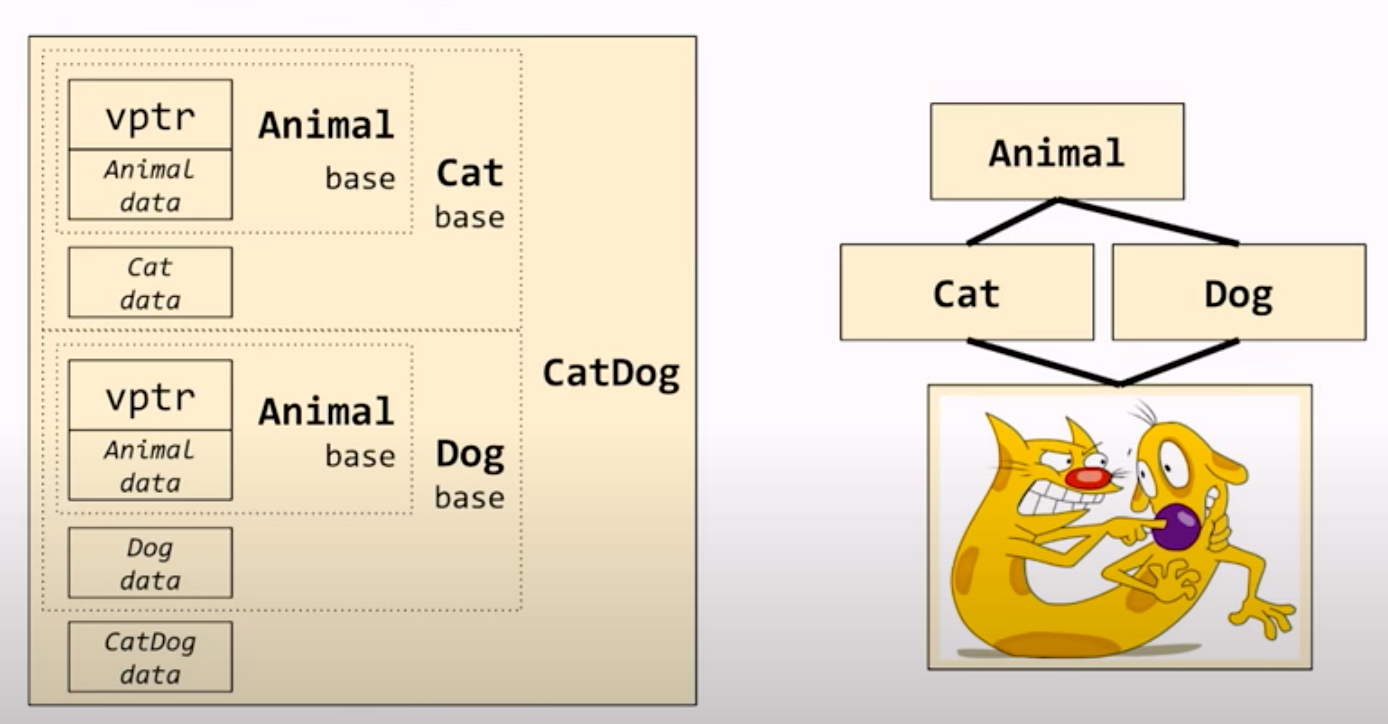 vptr
Animal
data
Animal
base
Cat
base
Cat
data
vptr
Animal
data
Animal
base
Dog
base
Dog
data
CatDog
data
CatDog
Animal
Cat
Dog